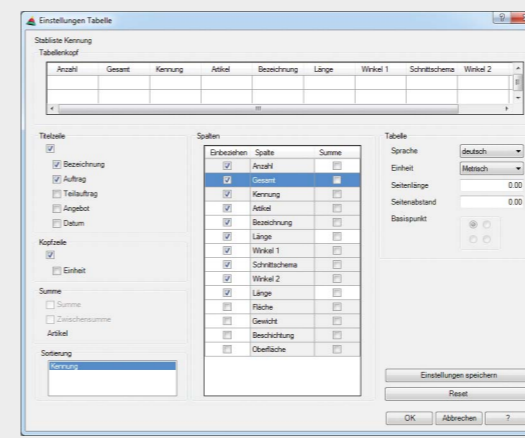 Einstellungen Tabelle
Stabliste Kennung
Tabellenkopf
Anzahl Gesamt Kennung Artikel Bezeichnung Länge Winkel 1 Schnittschema Winkel 2
Titelzeile
Bezeichnung
Auftrag
Teilauftrag
Angebot
Datum
Kopfzeile
Einheit
Summe
Summe
Zwischensumme
Artikel
Sortierung
Kennung
Spalten
Einbeziehen Spalte Summe
Anzahl
Gesamt
Kennung
Artikel
Bezeichnung
Länge
Winkel 1
Schnittschema
Winkel 2
Länge
Fläche
Gewicht
Beschichtung
Oberfläche
Tabelle
Sprache deutsch
Einheit Metrisch
Seitenlänge 0.00
Seitenabstand 0.00
Basispunkt
Einstellungen speichern
Reset
OK Abbrechen ?